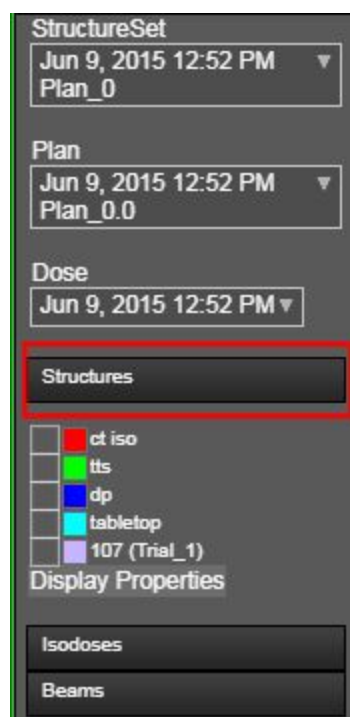 StructureSet
Jun 9, 2015 12:52 PM
Plan_0
Plan
Jun 9, 2015 12:52 PM
Plan_0.0
Dose
Jun 9, 2015 12:52 PM
Structures
ct iso
tts
dp
tabletop
107 (Trial_1)
Display Properties
Isodoses
Beams